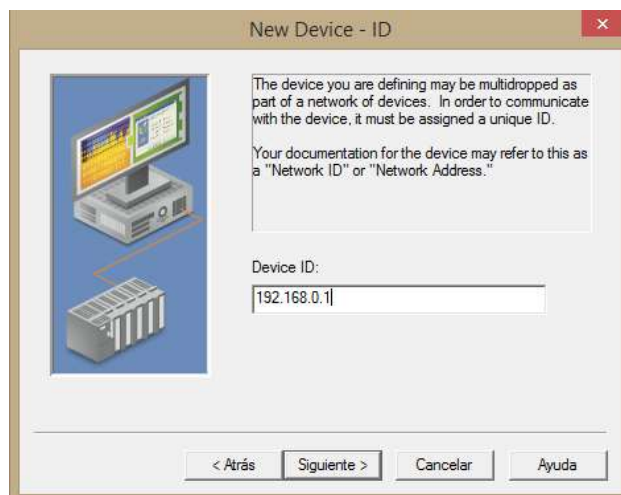 New Device - ID
The device you are defining may be multidropped as
part of a network of devices. In order to communicate
with the device, it must be assigned a unique ID.
Your documentation for the device may refer to this as
a "Network ID" or "Network Address."
Device ID:
192.168.0.1
< Atrás Siguiente > Cancelar Ayuda